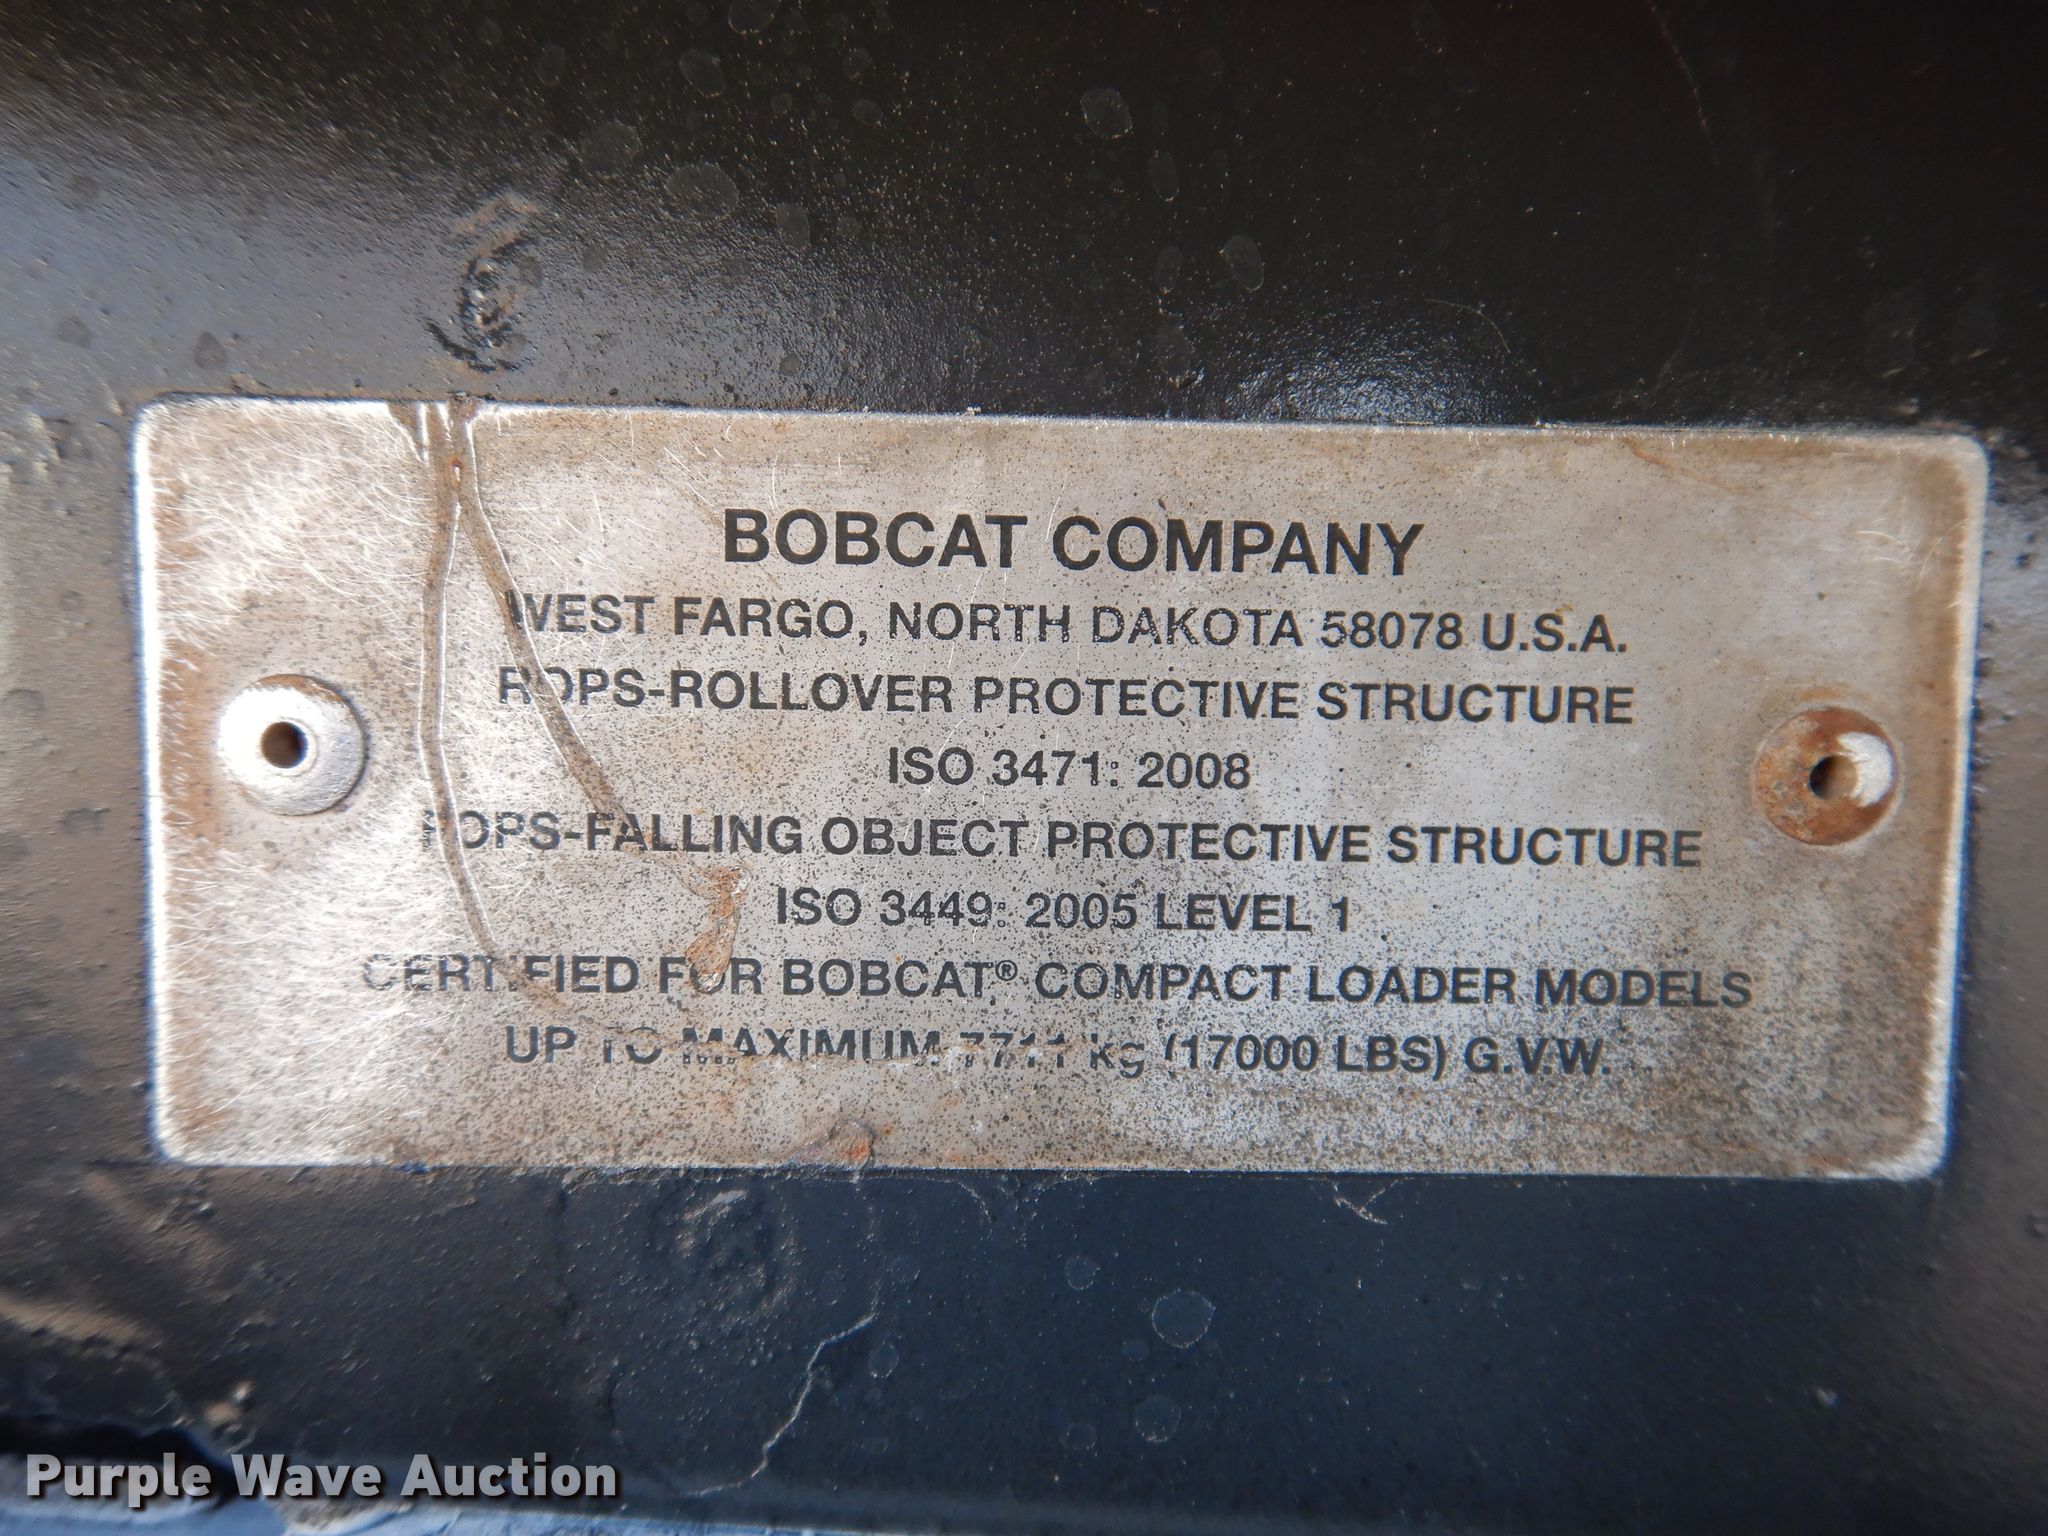 BOBCAT COMPANY
WEST FARGO, NORTH DAKOTA 58078 U.S.A.
ROPS-ROLLOVER PROTECTIVE STRUCTURE
ISO 3471: 2008
FOPS-FALLING OBJECT PROTECTIVE STRUCTURE
ISO 3449: 2005 LEVEL 1
CERTIFIED FOR BOBCAT® COMPACT LOADER MODELS
UP TO MAXIMUM 7711 kg (17000 LBS) G.V.W.
Purple Wave Auction